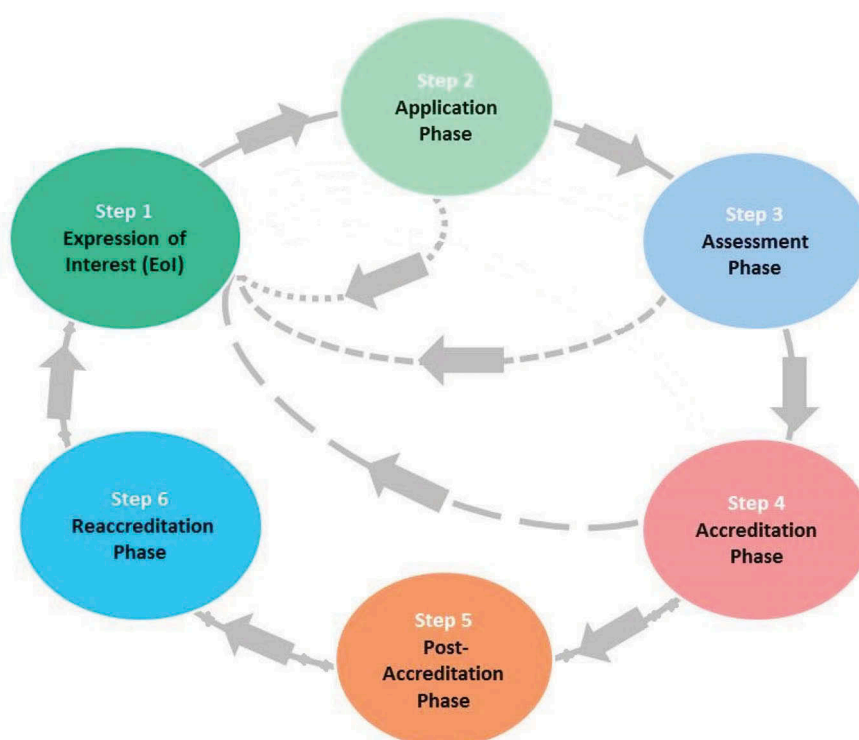 Step 1
Expression of
Interest (EoI)
Step 2
Application
Phase
Step 3
Assessment
Phase
Step 4
Accreditation
Phase
Step 5
Post-
Accreditation
Phase
Step 6
Reaccreditation
Phase